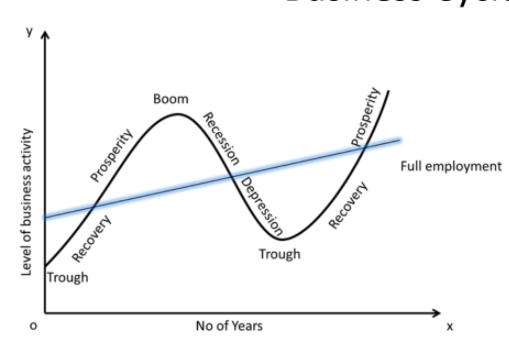 y
Boom
Prosperity
Recession
Prosperity
Full employment
Level of business activity
Depression
Recovery
Recovery
Trough
Trough
o
No of Years
x